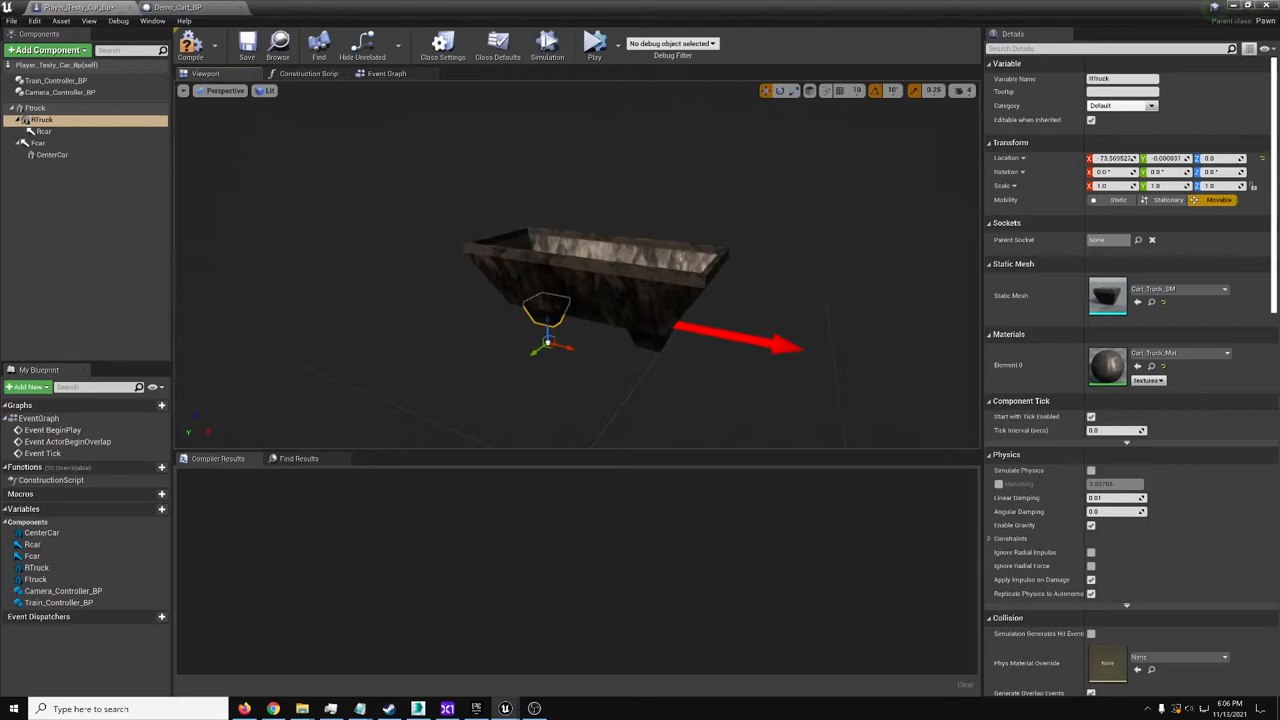 Player_Testy_Car_Bp*
Demo_Cart_BP
Parent class: Pawn
File
Edit
Asset
View
Debug
Window
Help
Components
+ Add Component
Search
Player_Testy_Car_Bp(self)
Train_Controller_BP
Camera_Controller_BP
Ftruck
RTruck
Rcar
Fcar
CenterCar
Compile
Save
Browse
Find
Hide Unrelated
Class Settings
Class Defaults
Simulation
Play
No debug object selected
Debug Filter
Viewport
Construction Scrip
Event Graph
Perspective
Lit
10
10°
0.25
4
My Blueprint
+ Add New
Search
Graphs
EventGraph
Event BeginPlay
Event ActorBeginOverlap
Event Tick
Functions (20 Overridable)
ConstructionScript
Macros
Variables
Components
CenterCar
Rcar
Fcar
RTruck
Ftruck
Camera_Controller_BP
Train_Controller_BP
Event Dispatchers
Compiler Results
Find Results
Clear
Details
Search Details
Variable
Variable Name
RTruck
Tooltip
Category
Default
Editable when Inherited
Transform
Location
X
Y -0.000031
Z 0.0
Rotation
X 0.0 °
Y 0.0 °
Z 0.0 °
Scale
X 1.0
Y 1.0
Z 1.0
Mobility
Static
Stationary
Movable
Sockets
Parent Socket
None
Static Mesh
Static Mesh
Cart_Truck_SM
Materials
Element 0
Cart_Truck_Mat
Textures
Component Tick
Start with Tick Enabled
Tick Interval (secs)
0.0
Physics
Simulate Physics
Linear Damping
0.01
Angular Damping
0.0
Enable Gravity
Constraints
Ignore Radial Impulse
Ignore Radial Force
Apply Impulse on Damage
Replicate Physics to Autonomo
Collision
Simulation Generates Hit Event
Phys Material Override
None
None
Generate Overlap Events
Type here to search
6:06 PM
11/13/2021